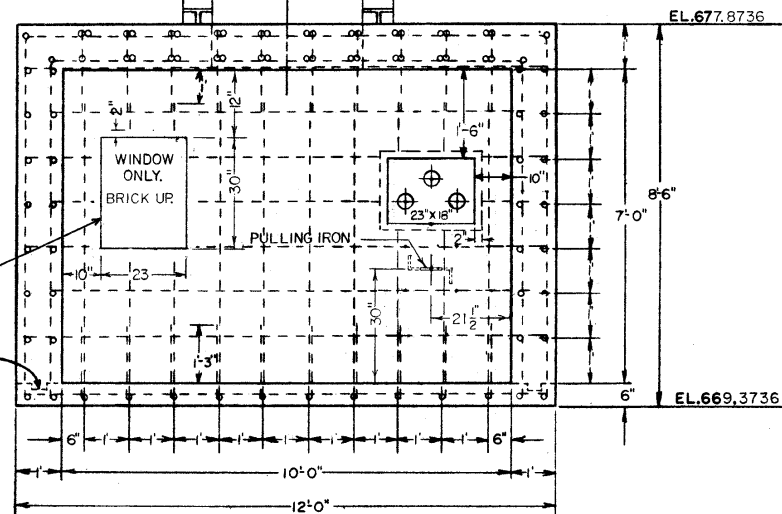 EL.677.8736
2"
12"
1'-6"
WINDOW
ONLY.
BRICK UP.
30"
10"
8'-6"
7'-0"
23"X18"
2"
PULLING IRON
10"
23
30"
21 1/2"
1'-3"
6"
EL.669.3736
6" 1' 1' 1' 1' 1' 1' 1' 1' 1' 6"
1' 10'-0" 1'
12'-0"